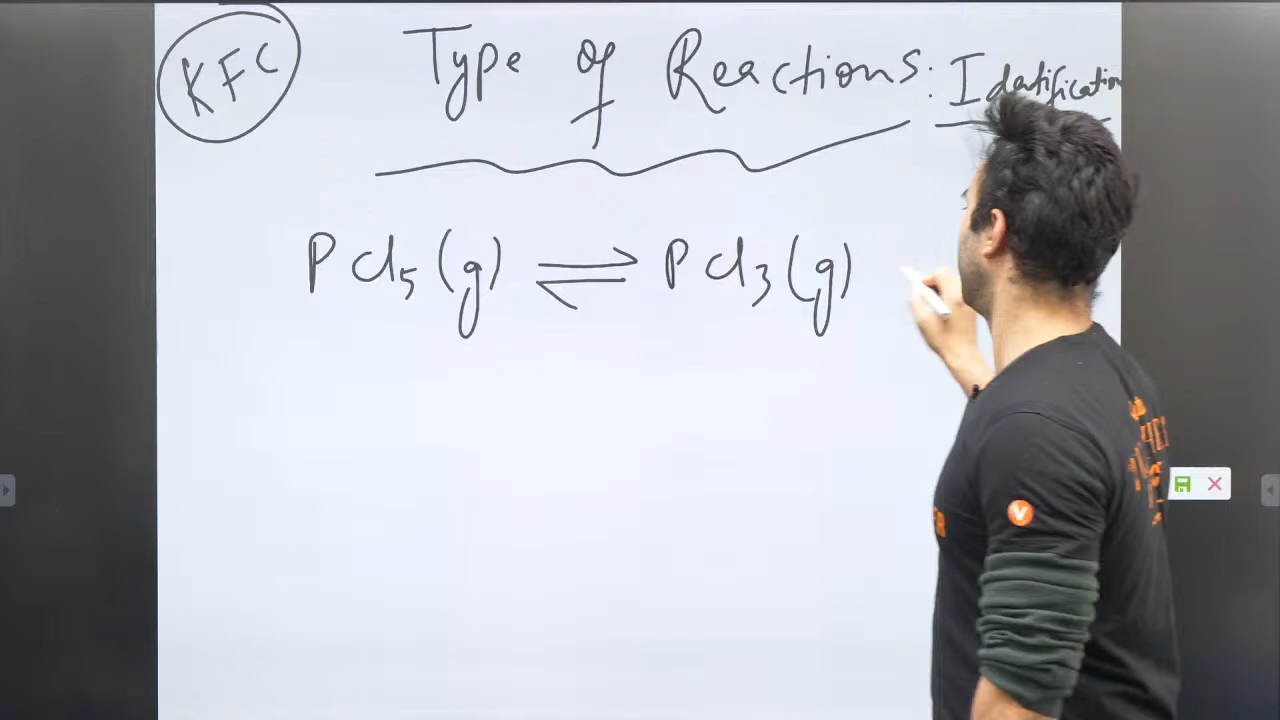 KFC
Type of Reactions: Identification
PCl5(g) ⇌ PCl3(g)
V